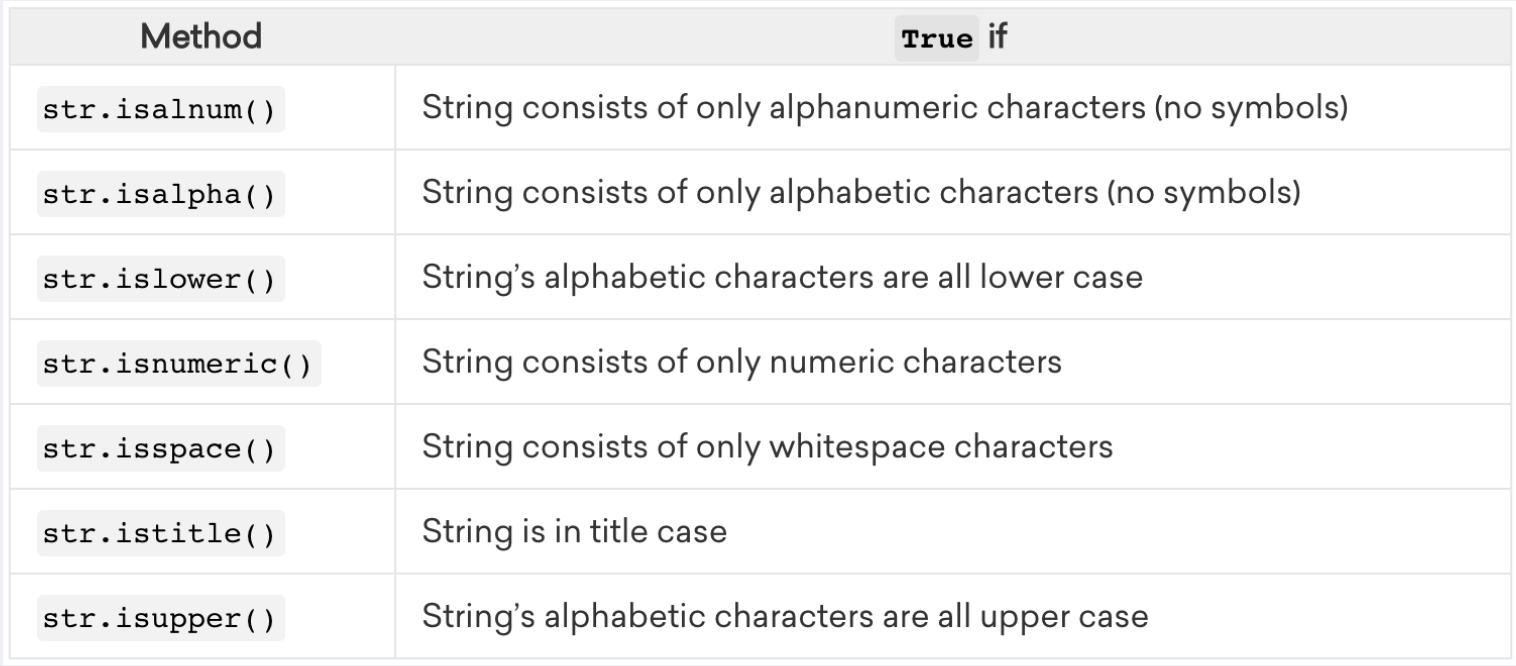 Method True if
str.isalnum() String consists of only alphanumeric characters (no symbols)
str.isalpha() String consists of only alphabetic characters (no symbols)
str.islower() String’s alphabetic characters are all lower case
str.isnumeric() String consists of only numeric characters
str.isspace() String consists of only whitespace characters
str.istitle() String is in title case
str.isupper() String’s alphabetic characters are all upper case